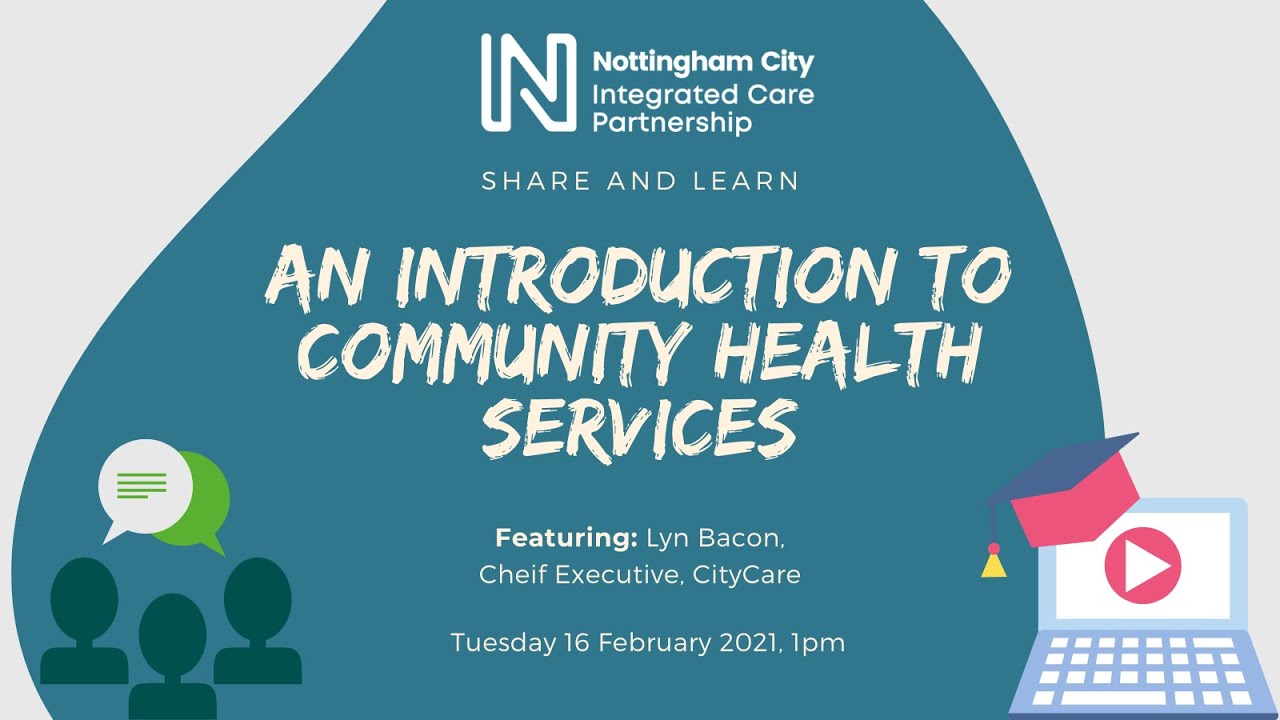 Nottingham City
Integrated Care
Partnership
SHARE AND LEARN
AN INTRODUCTION TO
COMMUNITY HEALTH
SERVICES
Featuring: Lyn Bacon,
Cheif Executive, CityCare
Tuesday 16 February 2021, 1pm